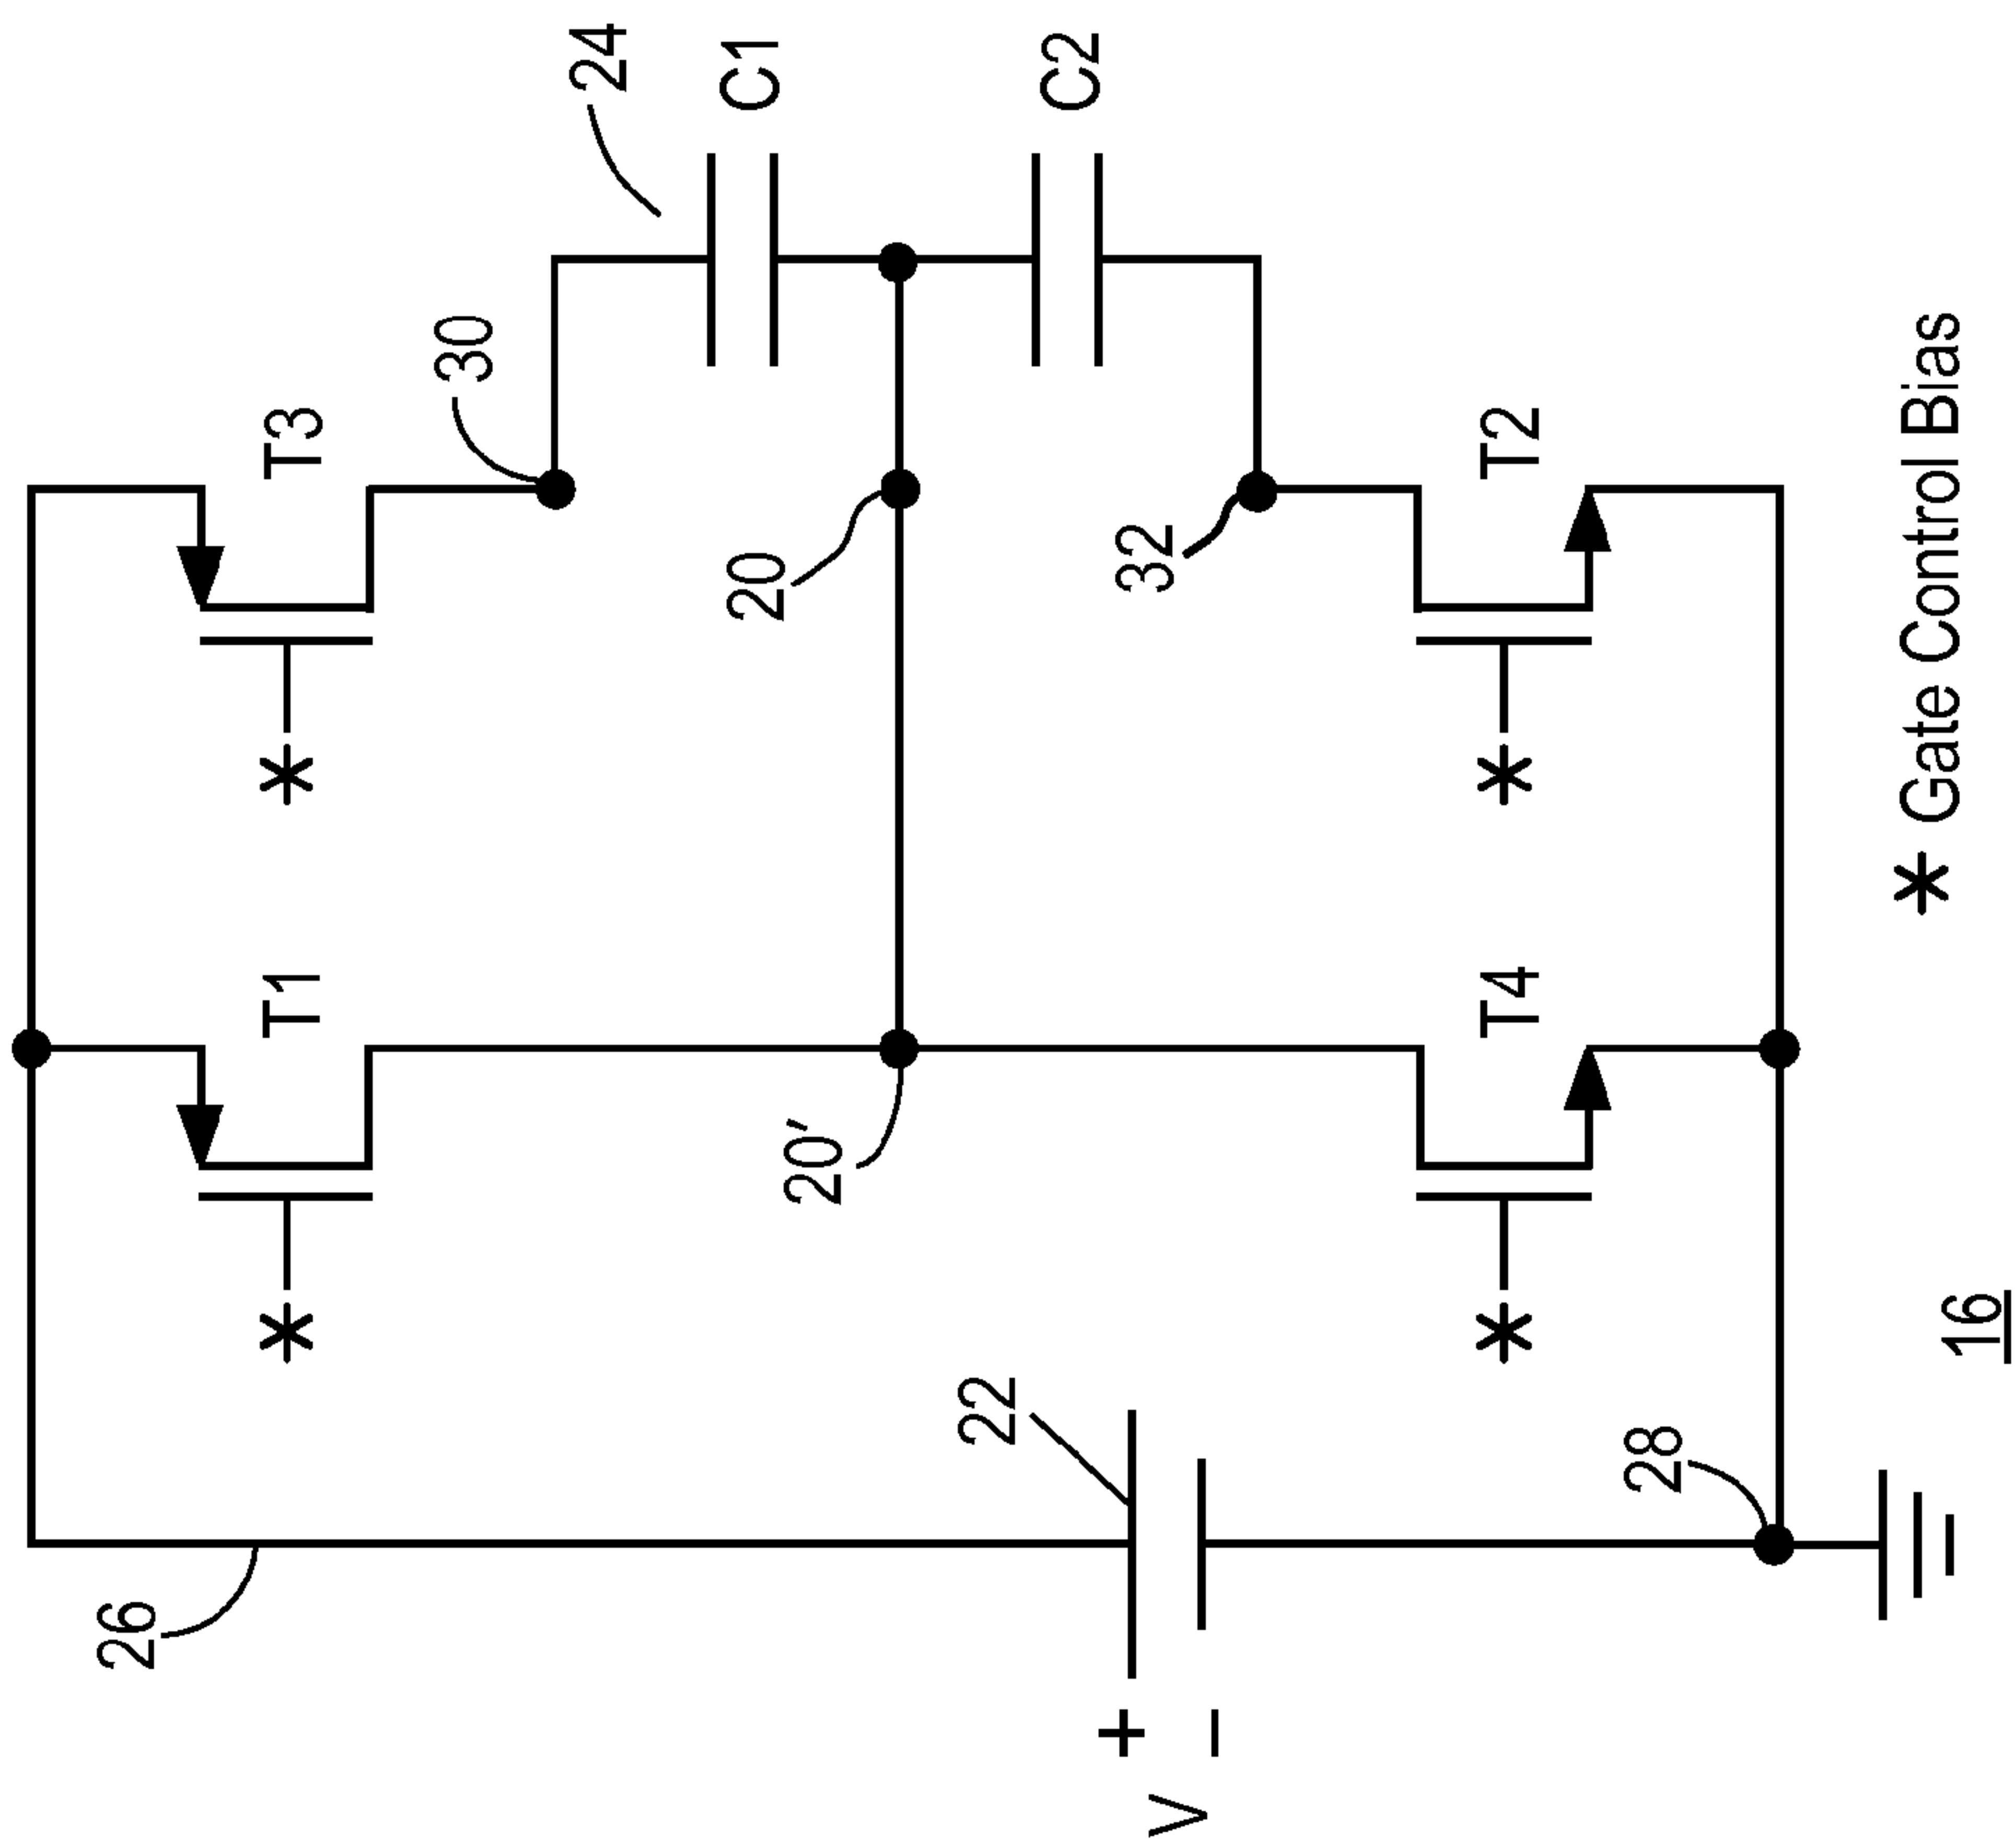 26
T1
T3
30
24
C1
20'
20
V
+
−
22
32
C2
T4
T2
28
16
* Gate Control Bias
*
*
*
*